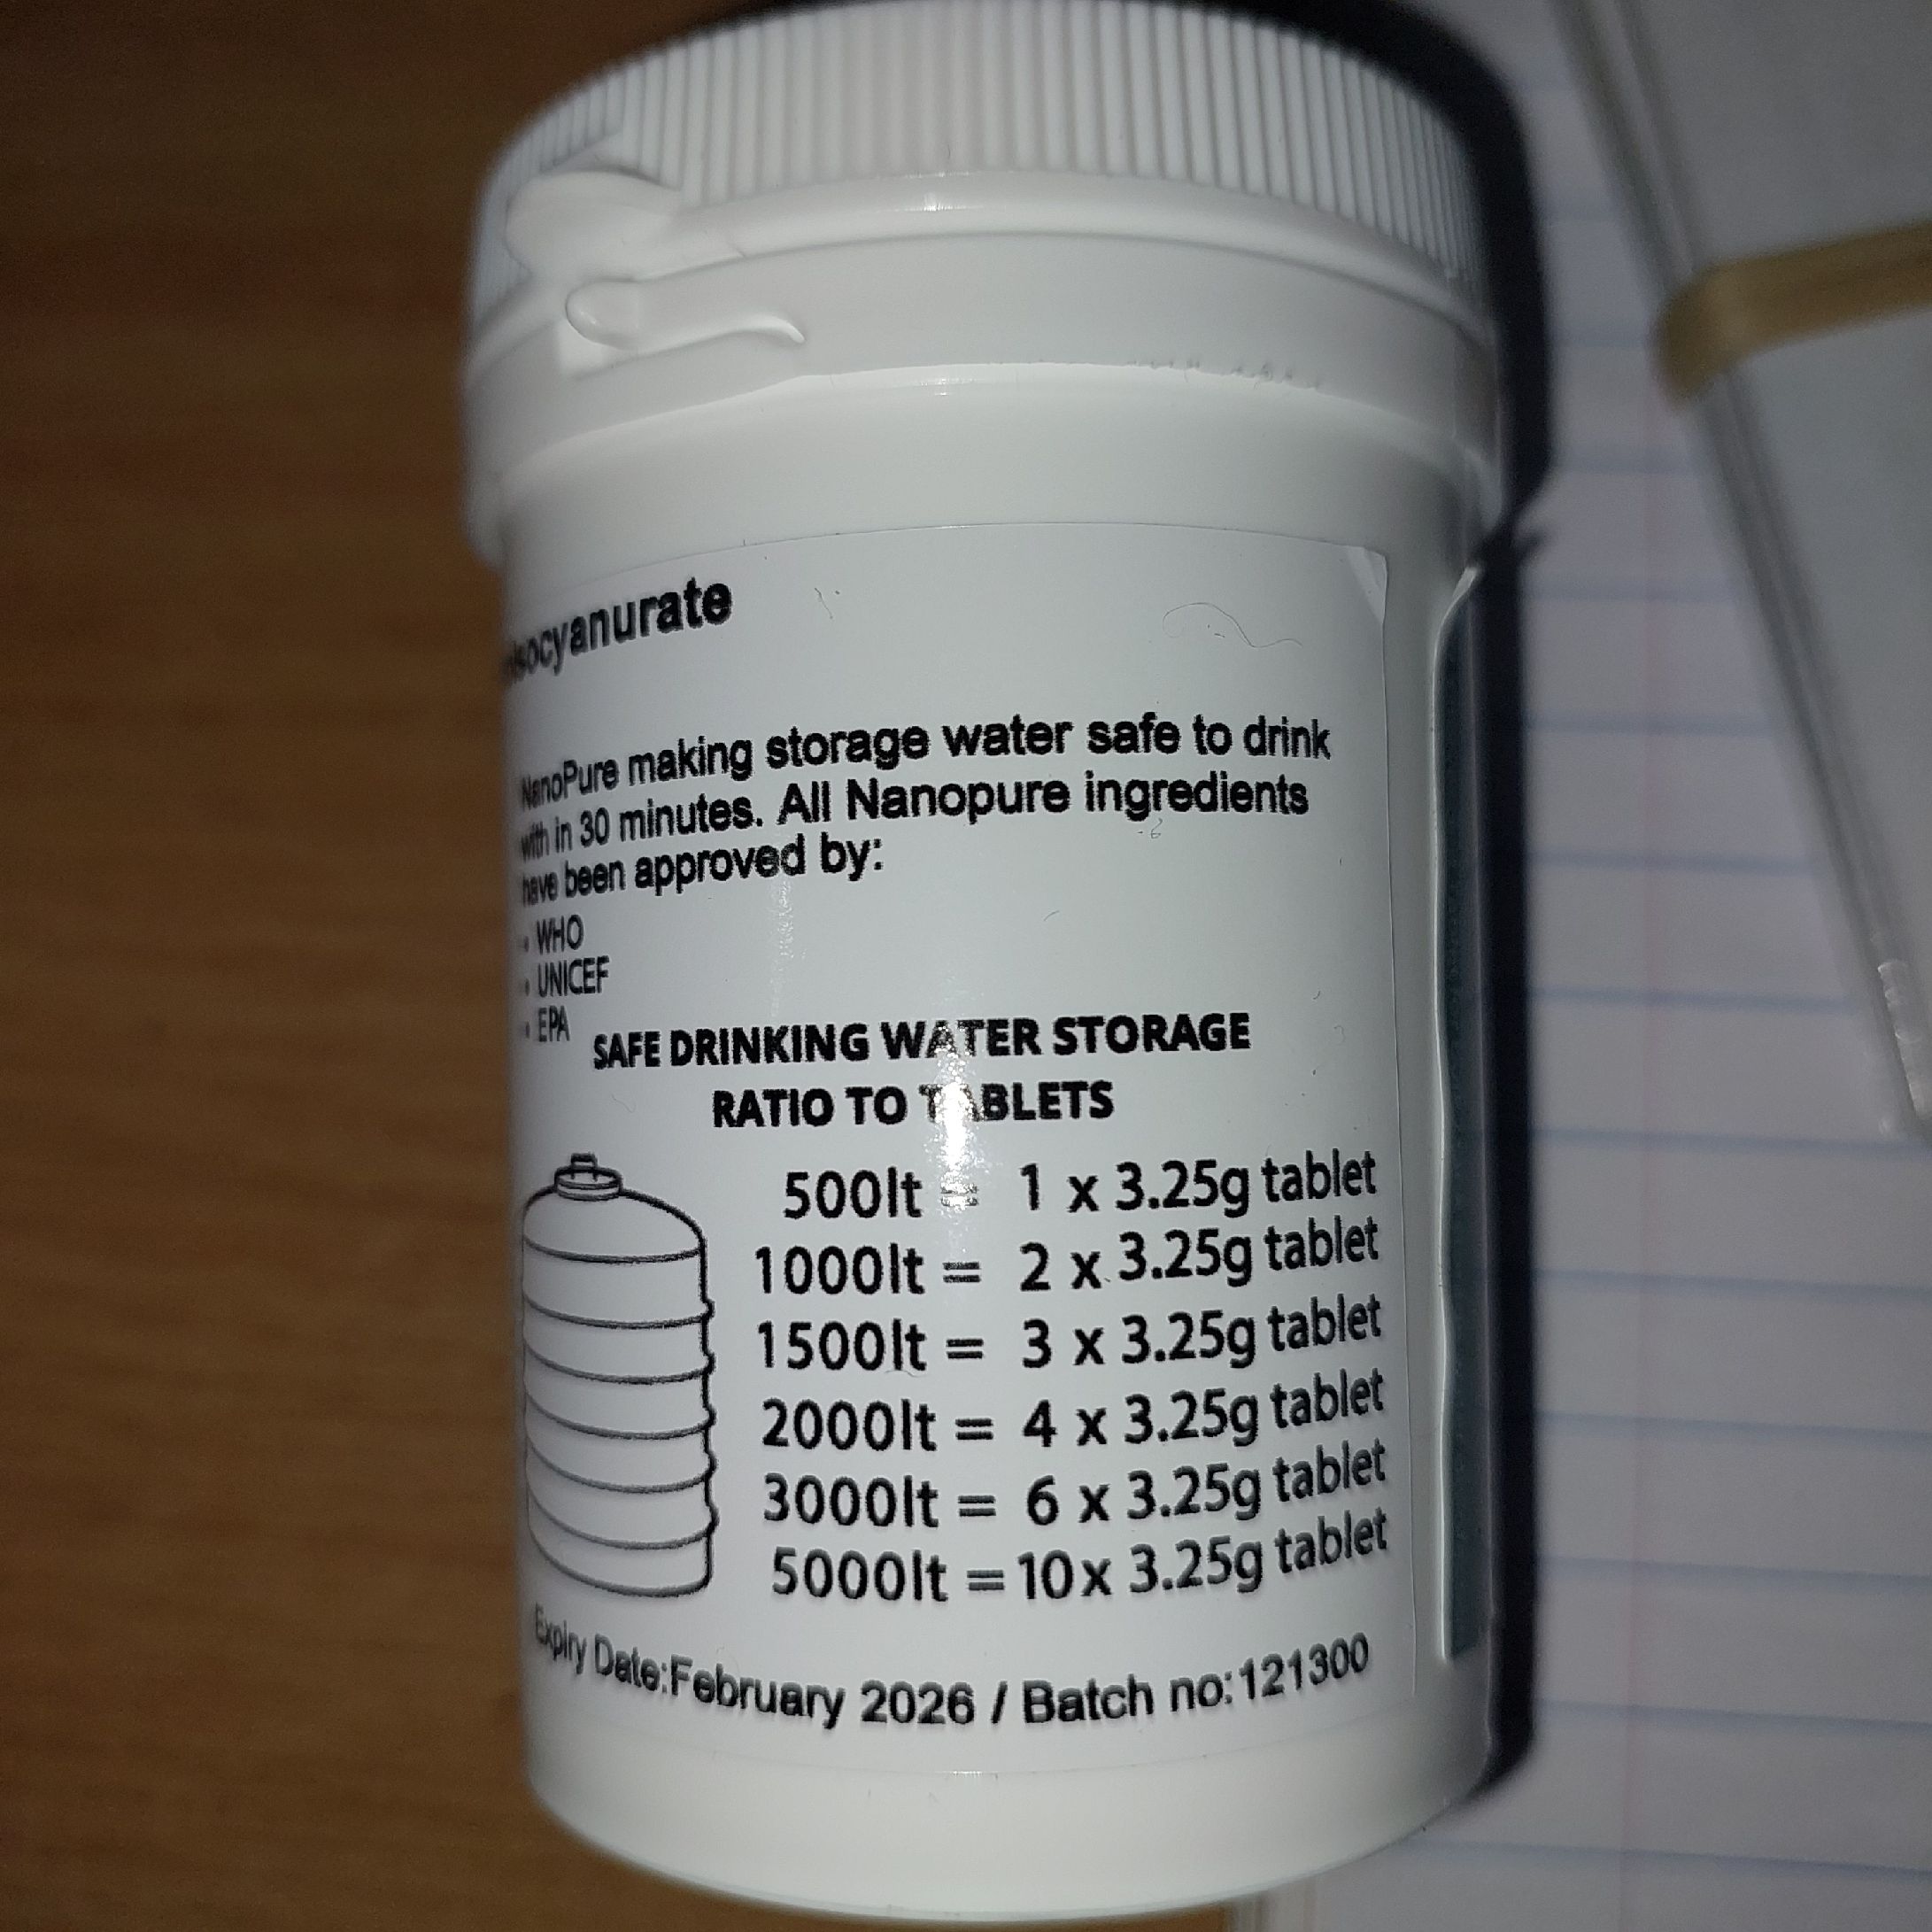 isocyanurate
NanoPure making storage water safe to drink
with in 30 minutes. All Nanopure ingredients
have been approved by:
• WHO
• UNICEF
• EPA
SAFE DRINKING WATER STORAGE
RATIO TO TABLETS
500lt = 1 x 3.25g tablet
1000lt = 2 x 3.25g tablet
1500lt = 3 x 3.25g tablet
2000lt = 4 x 3.25g tablet
3000lt = 6 x 3.25g tablet
5000lt = 10 x 3.25g tablet
Expiry Date:February 2026 / Batch no:121300